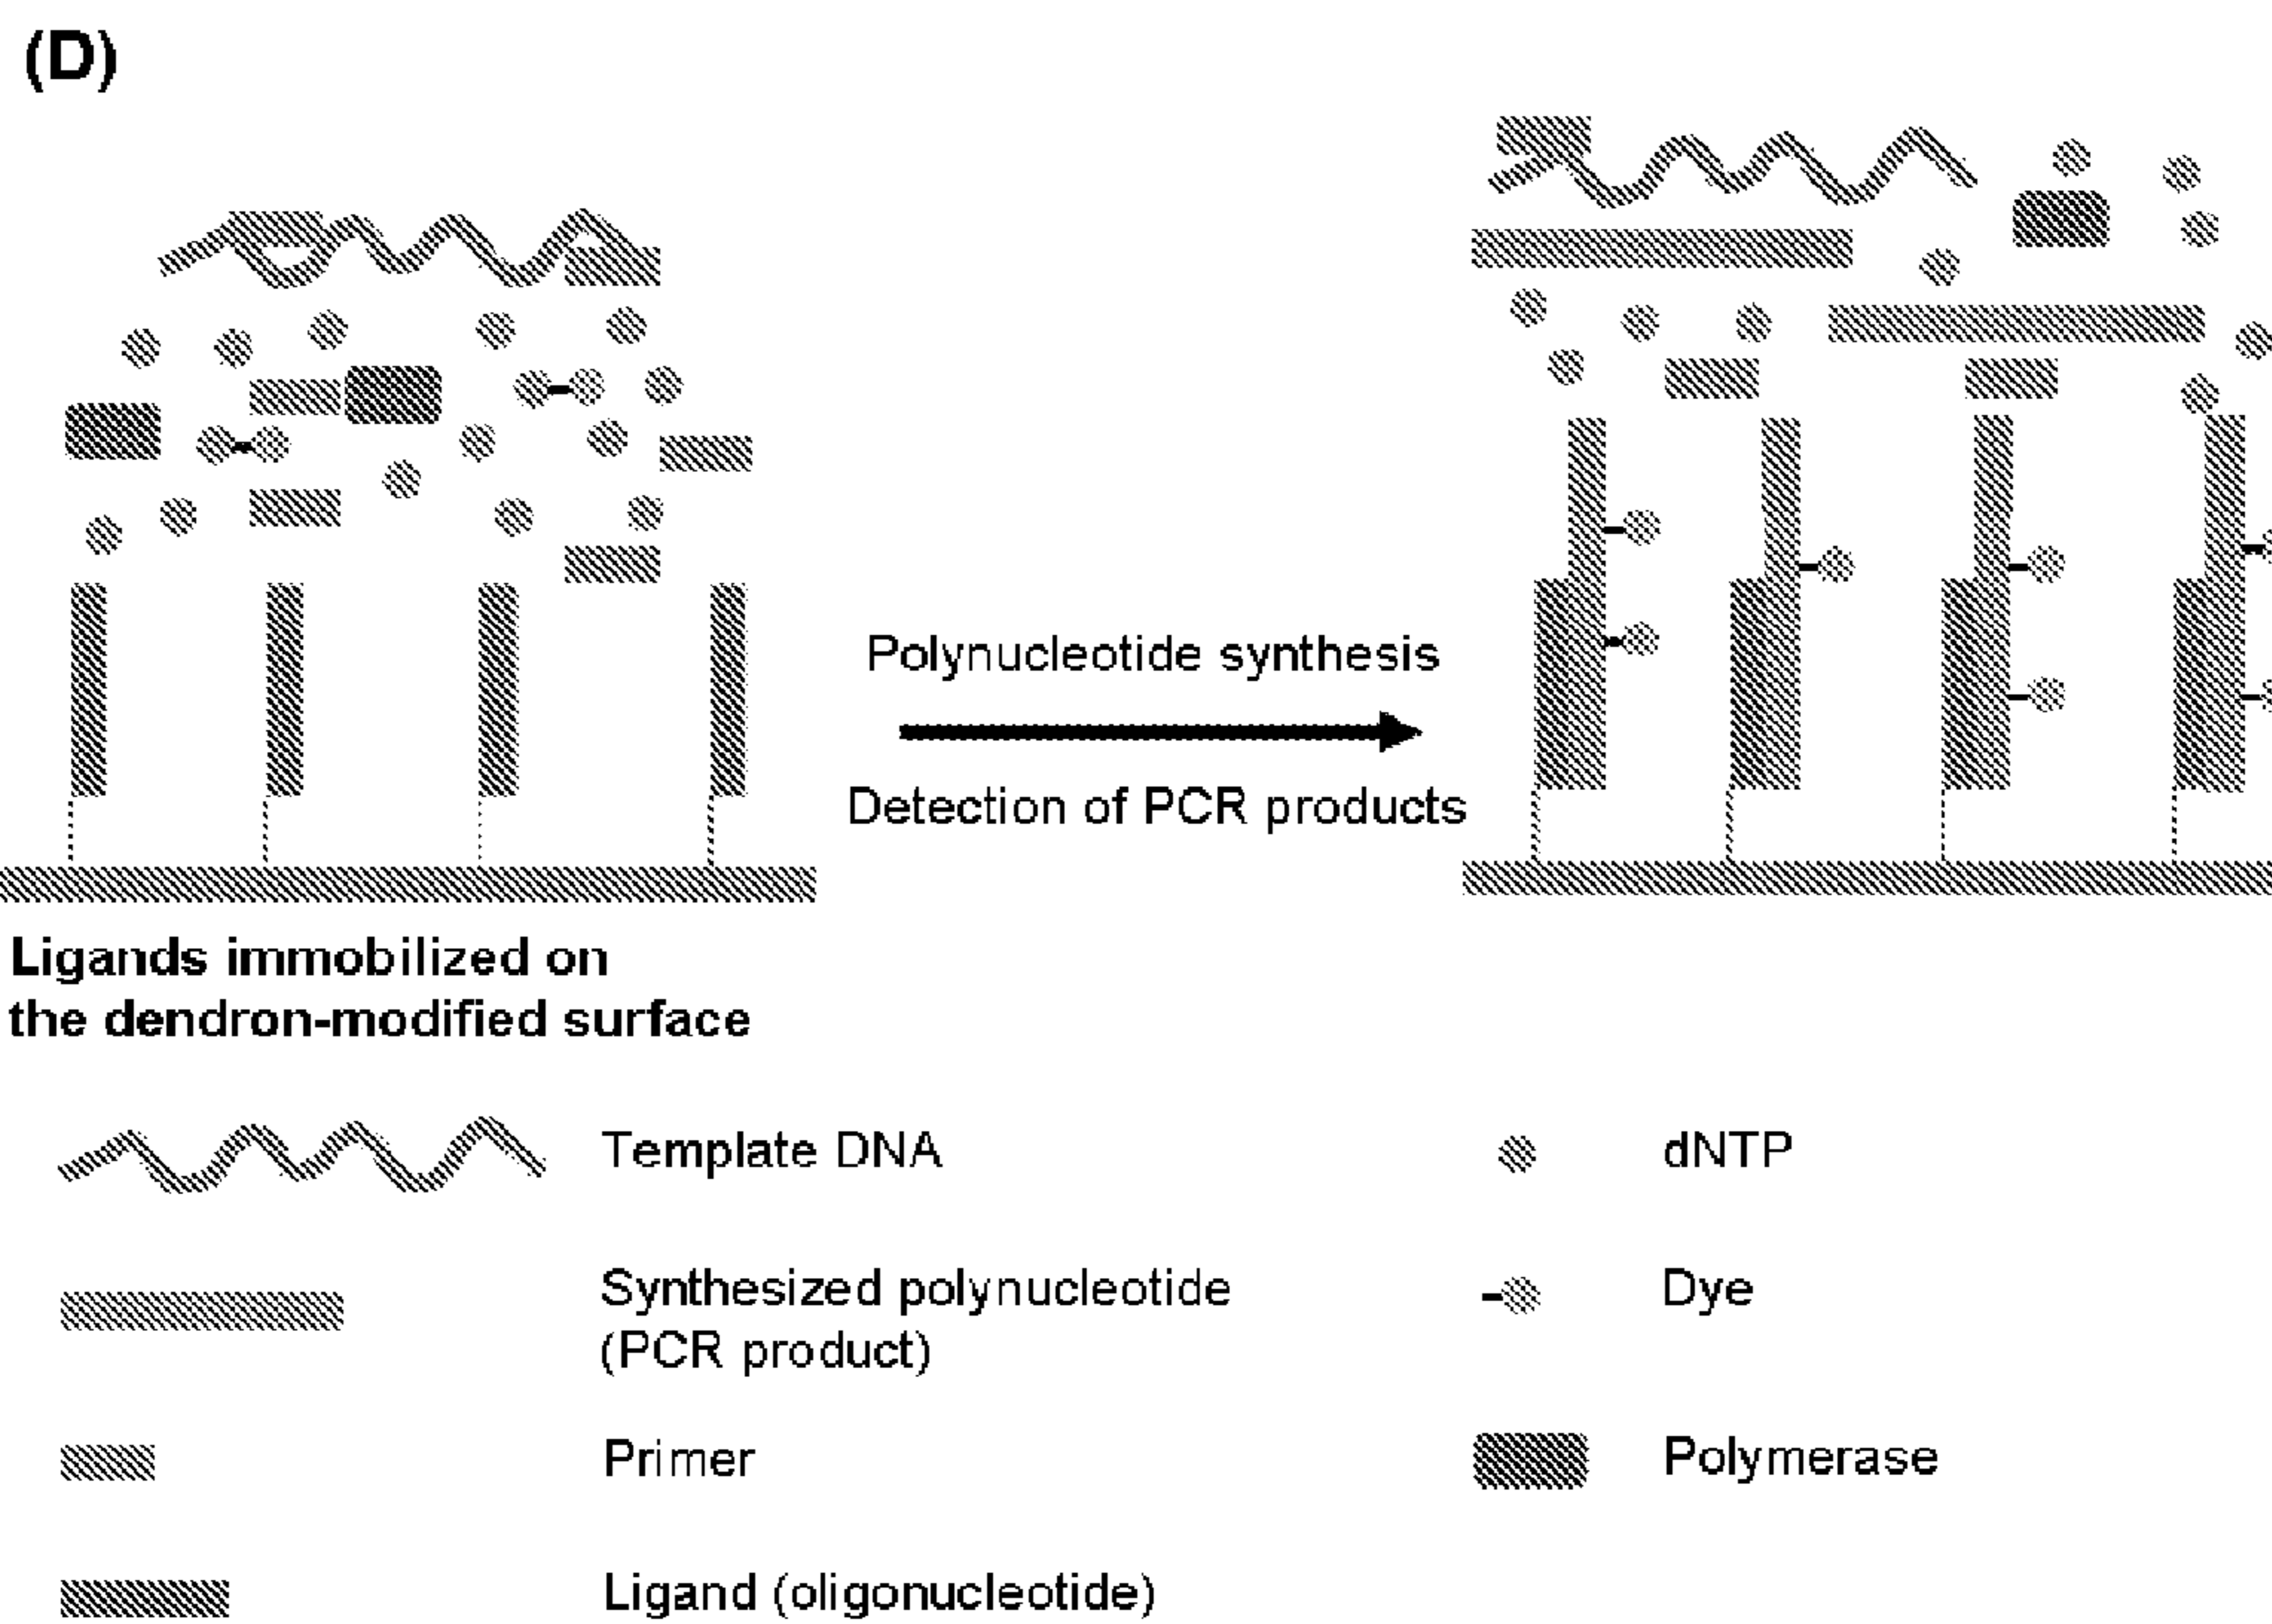 (D)
Polynucleotide synthesis
Detection of PCR products
Ligands immobilized on
the dendron-modified surface
Template DNA
dNTP
Synthesized polynucleotide
(PCR product)
Dye
Primer
Polymerase
Ligand (oligonucleotide)